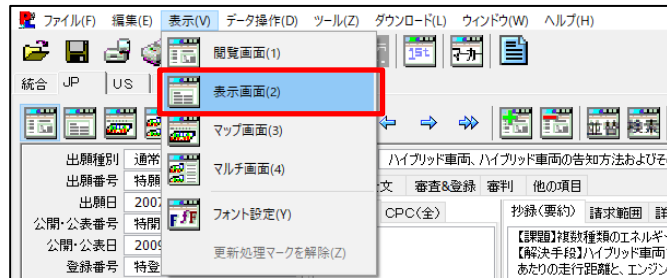 ファイル(F) 編集(E) 表示(V) データ操作(D) ツール(Z) ダウンロード(L) ウィンドウ(W) ヘルプ(H)
閲覧画面(1)
表示画面(2)
マップ画面(3)
マルチ画面(4)
フォント設定(Y)
更新処理マークを解除(Z)
1st マーカー
統合 JP US
並替 検索
出願種別 通常
ハイブリッド車両、ハイブリッド車両の告知方法およびそ
出願番号 特願
審査&登録 審判 他の項目
出願日 2007
CPC(全) 抄録(要約) 請求範囲
公開・公表番号 特開
公開・公表日 2009
【課題】複数種類のエネルギー
【解決手段】ハイブリッド車両
登録番号 特登
あたりの走行距離と、エンジン